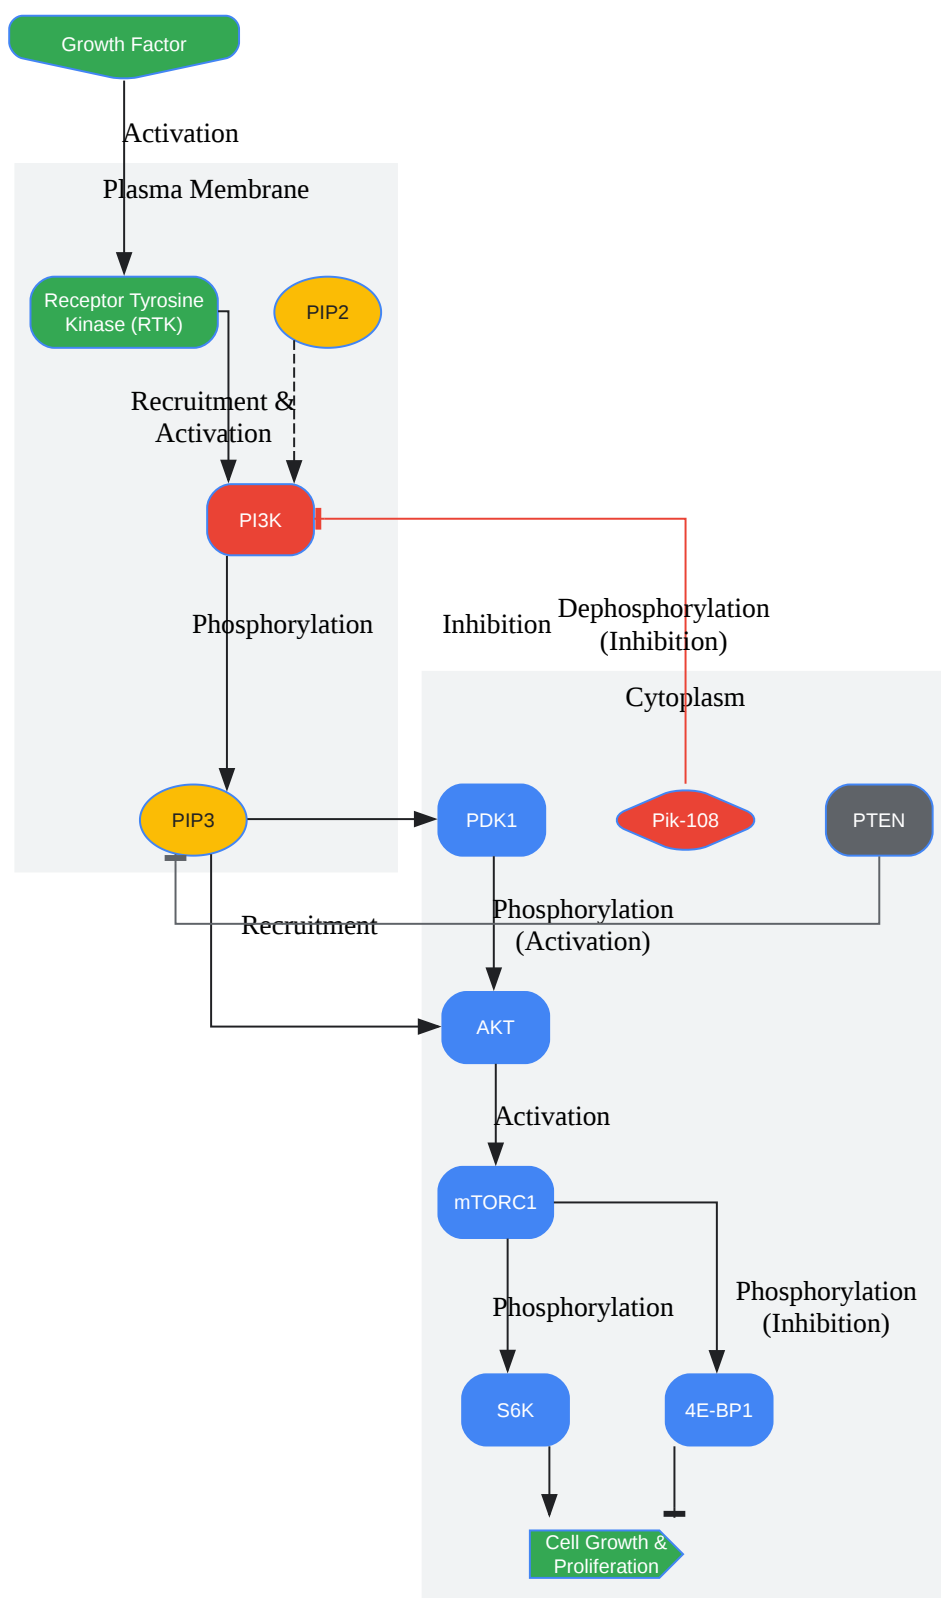 Growth Factor
Activation
Plasma Membrane
Receptor Tyrosine
Kinase (RTK)
PIP2
Recruitment &
Activation
PI3K
Phosphorylation
Inhibition
Dephosphorylation
(Inhibition)
Cytoplasm
PIP3
PDK1
Pik-108
PTEN
Recruitment
Phosphorylation
(Activation)
AKT
Activation
mTORC1
Phosphorylation
Phosphorylation
(Inhibition)
S6K
4E-BP1
Cell Growth &
Proliferation